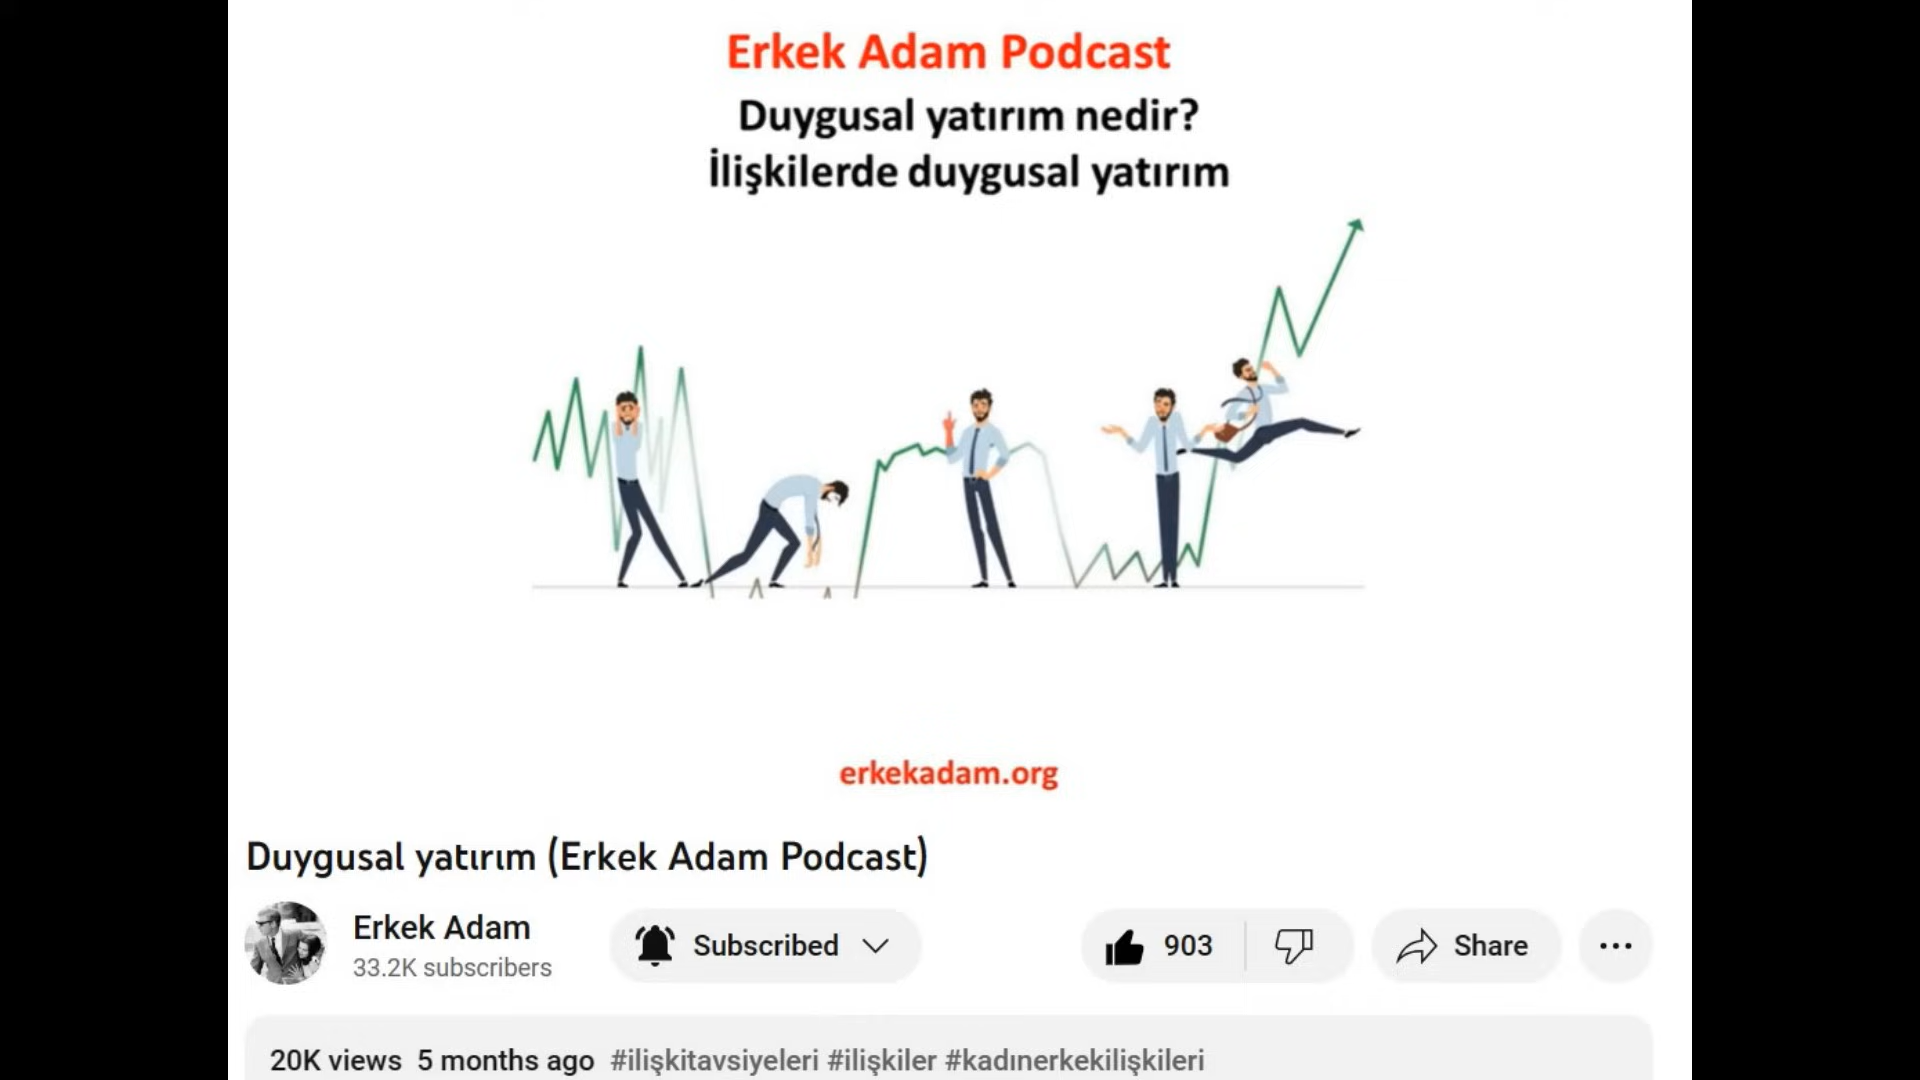 Erkek Adam Podcast
Duygusal yatırım nedir?
İlişkilerde duygusal yatırım
erkekadam.org
Duygusal yatırım (Erkek Adam Podcast)
Erkek Adam
33.2K subscribers
Subscribed
903
Share
20K views 5 months ago #ilişkitavsiyeleri #ilişkiler #kadınerkekilişkileri